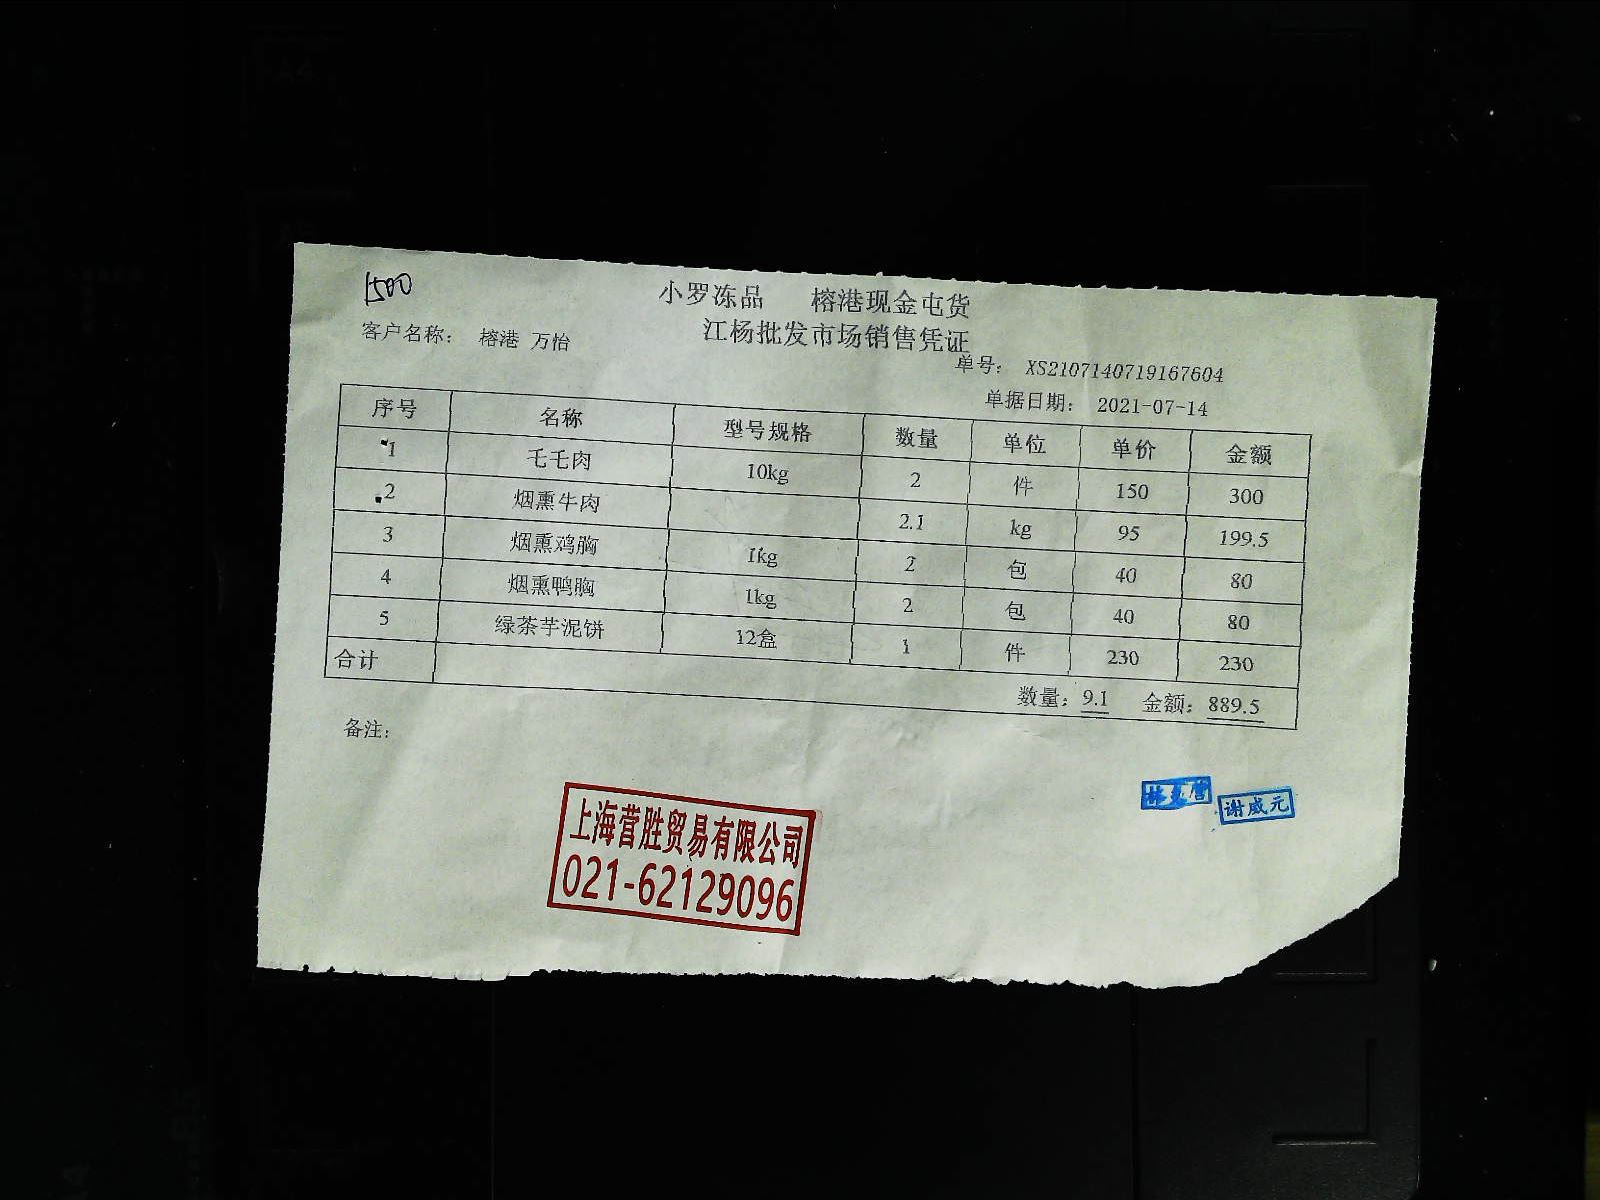 1500
小罗冻品 榕港现金屯货
江杨批发市场销售凭证
客户名称： 榕港 万怡
单号： XS2107140719167604
单据日期： 2021-07-14
序号 名称 型号规格 数量 单位 单价 金额
1 毛毛肉 10kg 2 件 150 300
2 烟熏牛肉 2.1 kg 95 199.5
3 烟熏鸡胸 1kg 2 包 40 80
4 烟熏鸭胸 1kg 2 包 40 80
5 绿茶芋泥饼 12盒 1 件 230 230
合计 数量：9.1 金额：889.5
备注：
谢威元
上海营胜贸易有限公司
021-62129096